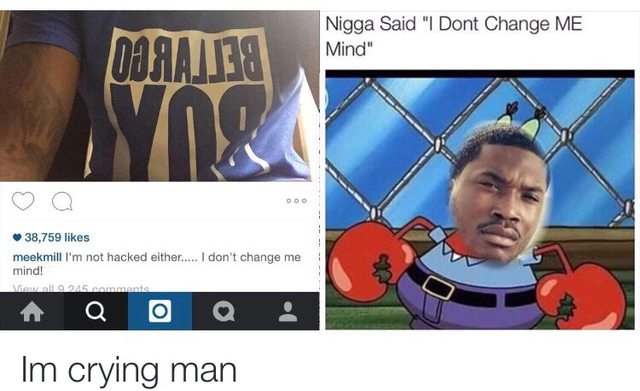 BELLARGO
BOY
38,759 likes
meekmill I'm not hacked either..... I don't change me
mind!
View all 9,245 comments
Nigga Said "I Dont Change ME
Mind"
Im crying man